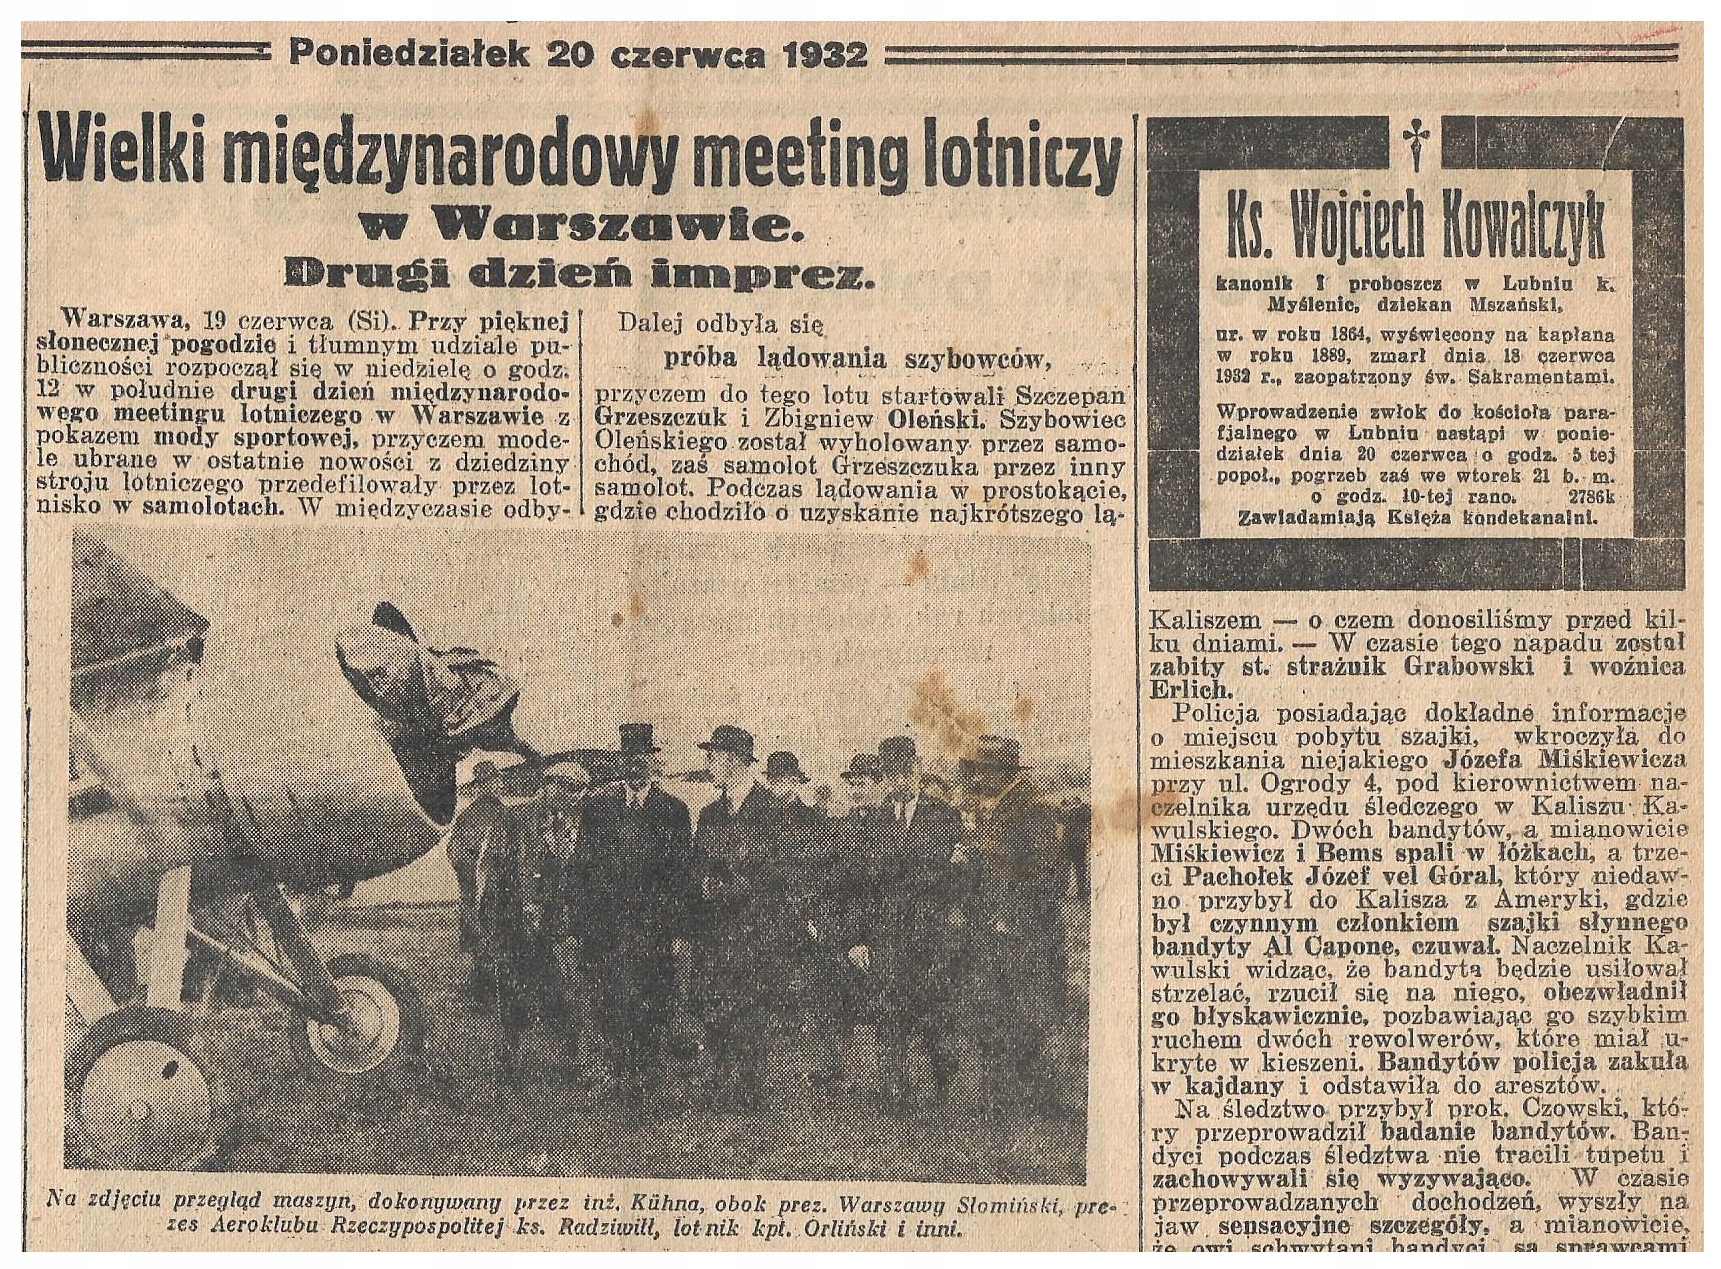 Poniedziałek 20 czerwca 1932
Wielki międzynarodowy meeting lotniczy
w Warszawie.
Drugi dzień imprez.
Warszawa, 19 czerwca (Si). Przy pięknej
słonecznej pogodzie i tłumnym udziale pu-
bliczności rozpoczął się w niedzielę o godz.
12 w południe drugi dzień międzynarodo-
wego meetingu lotniczego w Warszawie z
pokazem mody sportowej, przyczem mode-
le ubrane w ostatnie nowości z dziedziny
stroju lotniczego przedefilowały przez lot-
nisko w samolotach. W międzyczasie odby-
Dalej odbyła się
próba lądowania szybowców,
przyczem do tego lotu startowali Szczepan
Grzeszczuk i Zbigniew Oleński. Szybowiec
Oleńskiego został wyholowany przez samo-
chód, zaś samolot Grzeszczuka przez inny
samolot. Podczas lądowania w prostokącie,
gdzie chodziło o uzyskanie najkrótszego lą-
Na zdjęciu przegląd maszyn, dokonywany przez inż. Kühna, obok prez. Warszawy Słomiński, pre-
zes Aeroklubu Rzeczypospolitej ks. Radziwiłł, lotnik kpt. Orliński i inni.
†
Ks. Wojciech Kowalczyk
kanonik i proboszcz w Lubniu k.
Myślenic, dziekan Mszański,
ur. w roku 1864, wyświęcony na kapłana
w roku 1889, zmarł dnia 18 czerwca
1932 r., zaopatrzony św. Sakramentami.
Wprowadzenie zwłok do kościoła para-
fjalnego w Lubniu nastąpi w ponie-
działek dnia 20 czerwca o godz. 5 tej
popoł., pogrzeb zaś we wtorek 21 b. m.
o godz. 10-tej rano. 2786k
Zawiadamiają Księża kondekanalni.
Kaliszem — o czem donosiliśmy przed kil-
ku dniami. — W czasie tego napadu został
zabity st. strażnik Grabowski i woźnica
Erlich.
Policja posiadając dokładne informacje
o miejscu pobytu szajki, wkroczyła do
mieszkania niejakiego Józefa Miśkiewicza
przy ul. Ogrody 4, pod kierownictwem na-
czelnika urzędu śledczego w Kaliszu Ka-
wulskiego. Dwóch bandytów, a mianowicie
Miśkiewicz i Bems spali w łóżkach, a trze-
ci Pachołek Józef vel Góral, który niedaw-
no przybył do Kalisza z Ameryki, gdzie
był czynnym członkiem szajki słynnego
bandyty Al Capone, czuwał. Naczelnik Ka-
wulski widząc, że bandyta będzie usiłował
strzelać, rzucił się na niego, obezwładnił
go błyskawicznie, pozbawiając go szybkim
ruchem dwóch rewolwerów, które miał u-
kryte w kieszeni. Bandytów policja zakuła
w kajdany i odstawiła do aresztów.
Na śledztwo przybył prok. Czowski, któ-
ry przeprowadził badanie bandytów. Ban-
dyci podczas śledztwa nie tracili tupetu i
zachowywali się wyzywająco. W czasie
przeprowadzanych dochodzeń, wyszły na
jaw sensacyjne szczegóły, a mianowicie,
że owi schwytani bandyci są sprawcami